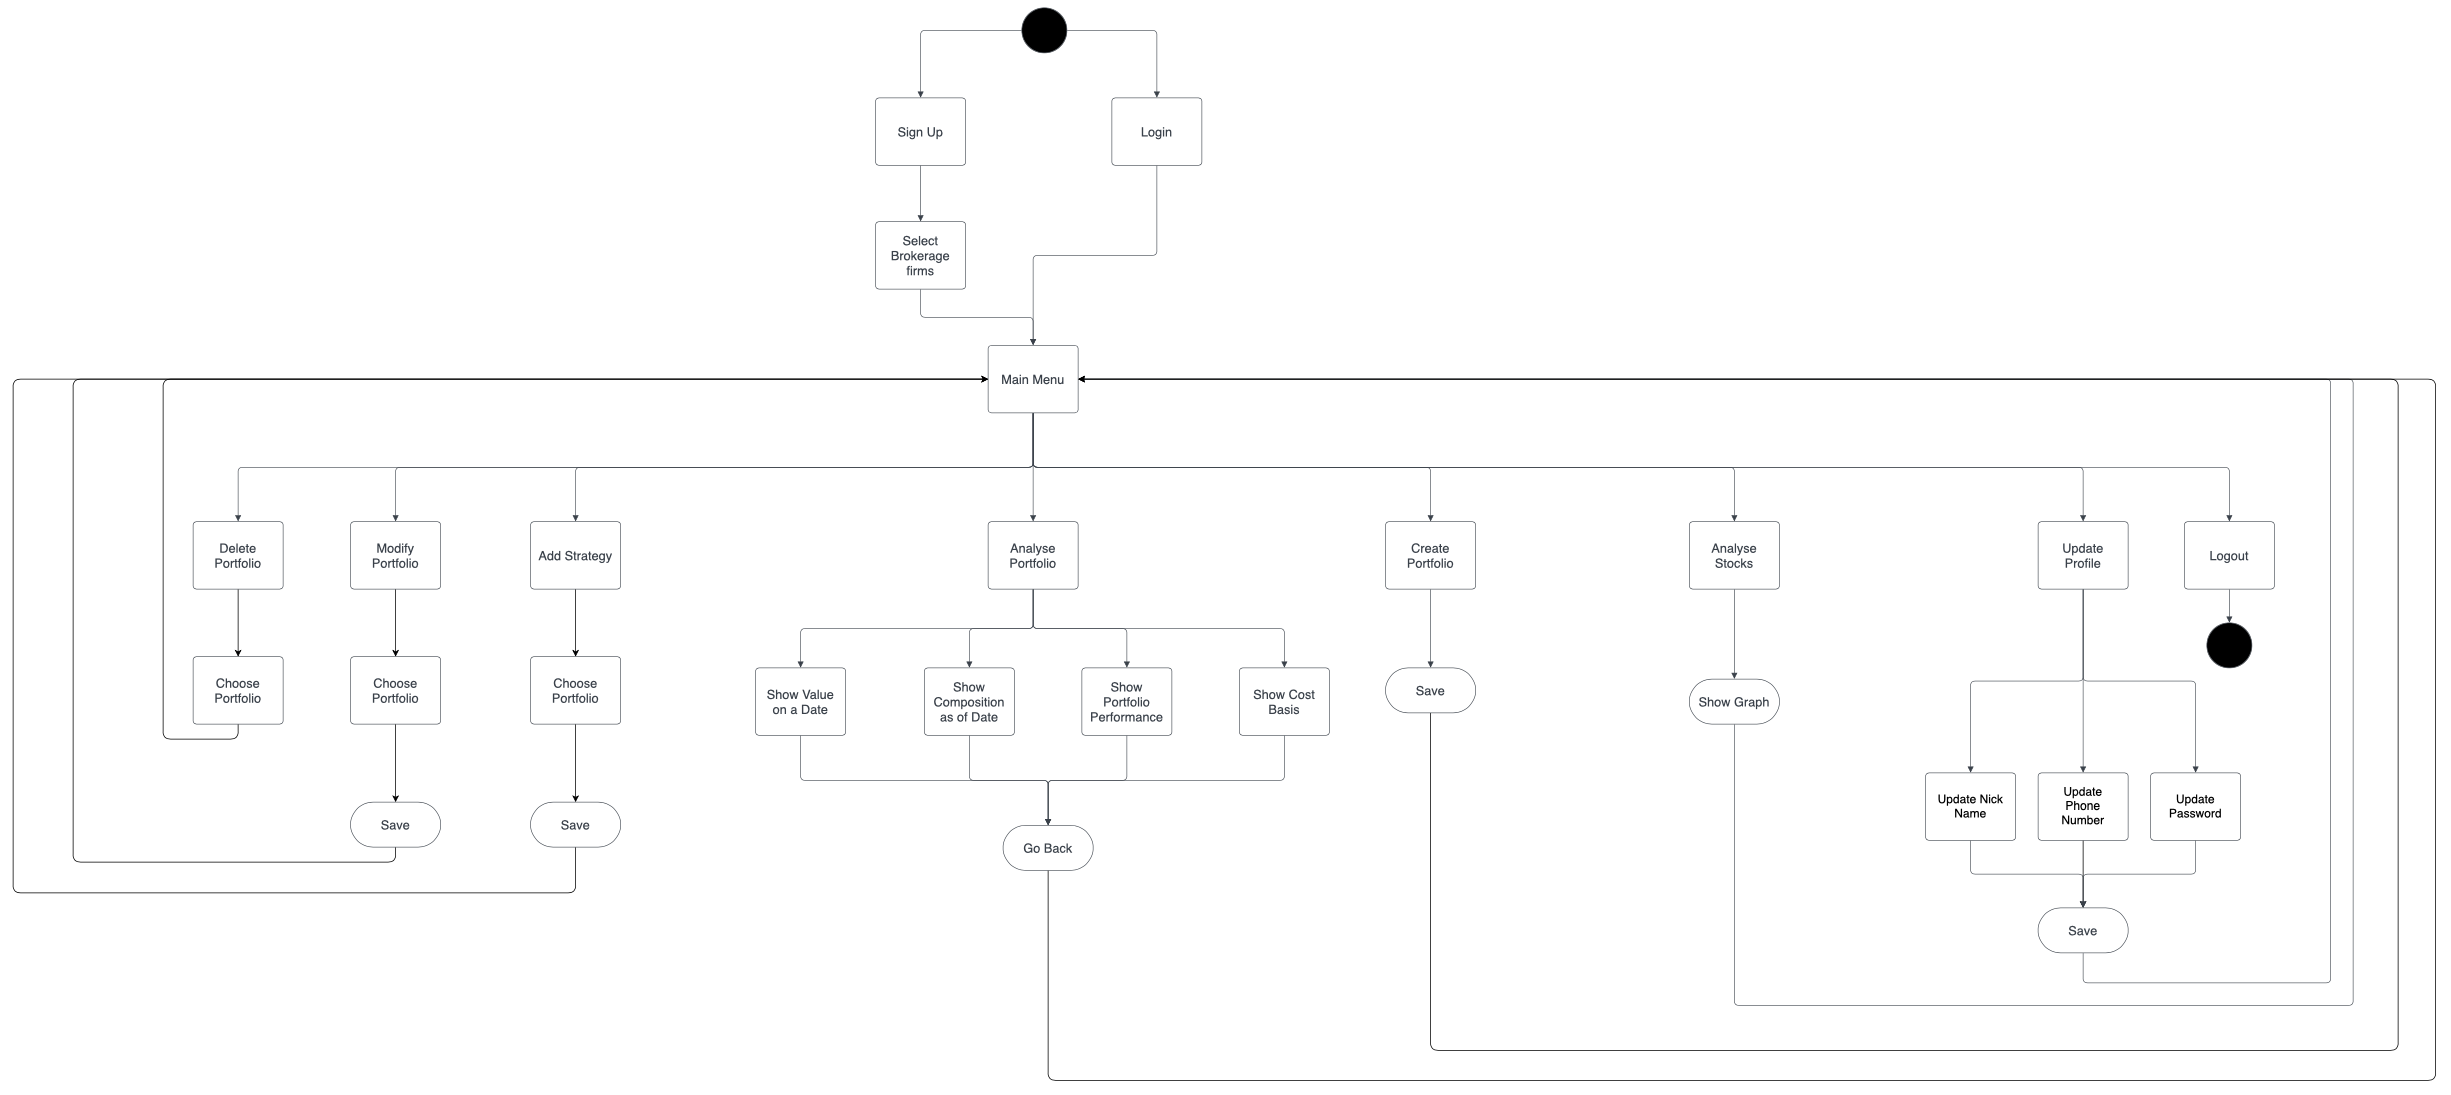 Sign Up
Login
Select
Brokerage
firms
Main Menu
Delete
Portfolio
Modify
Portfolio
Add Strategy
Analyse
Portfolio
Create
Portfolio
Analyse
Stocks
Update
Profile
Logout
Choose
Portfolio
Choose
Portfolio
Choose
Portfolio
Show Value
on a Date
Show
Composition
as of Date
Show
Portfolio
Performance
Show Cost
Basis
Save
Show Graph
Save
Save
Go Back
Update Nick
Name
Update
Phone
Number
Update
Password
Save